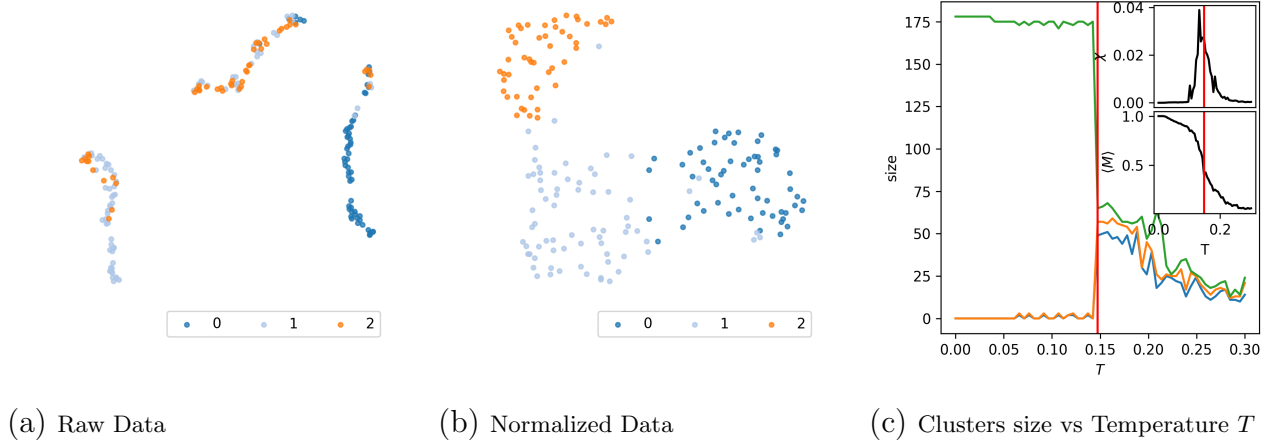 0 1 2
0 1 2
175
150
125
100
75
50
25
0
size
0.00 0.05 0.10 0.15 0.20 0.25 0.30
T
0.04
0.02
0.00
χ
1.0
0.5
⟨M⟩
0.0 0.2
T
(a) Raw Data
(b) Normalized Data
(c) Clusters size vs Temperature T